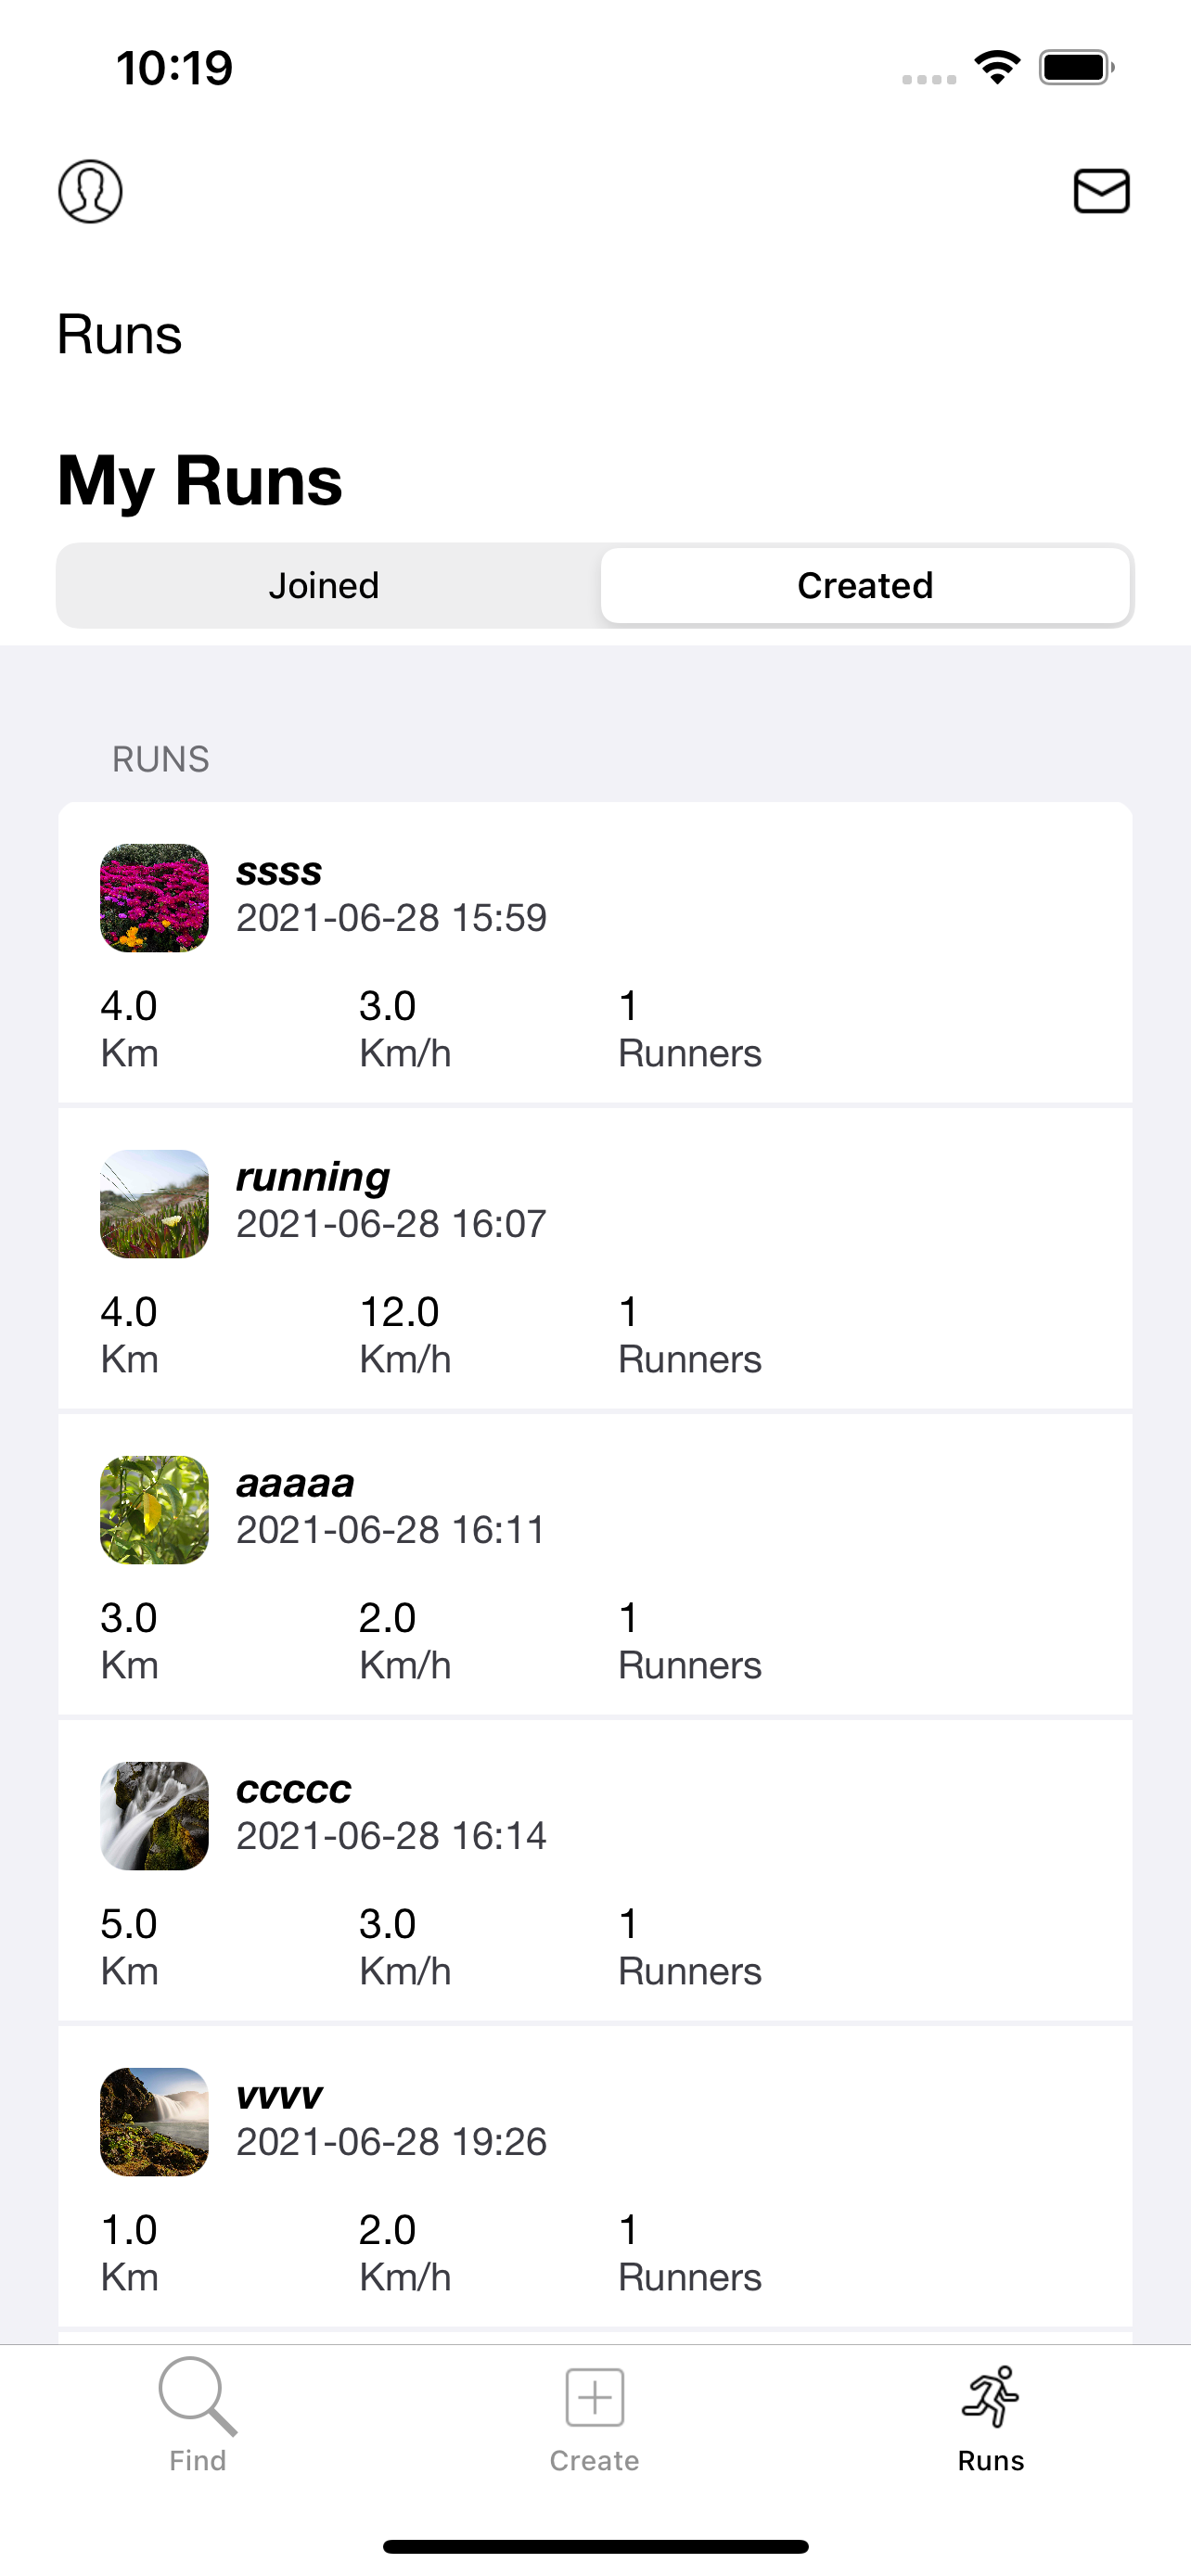 10:19
Runs
My Runs
Joined Created
RUNS
ssss
2021-06-28 15:59
4.0 3.0 1
Km Km/h Runners
running
2021-06-28 16:07
4.0 12.0 1
Km Km/h Runners
aaaaa
2021-06-28 16:11
3.0 2.0 1
Km Km/h Runners
ccccc
2021-06-28 16:14
5.0 3.0 1
Km Km/h Runners
vvvv
2021-06-28 19:26
1.0 2.0 1
Km Km/h Runners
Find Create Runs